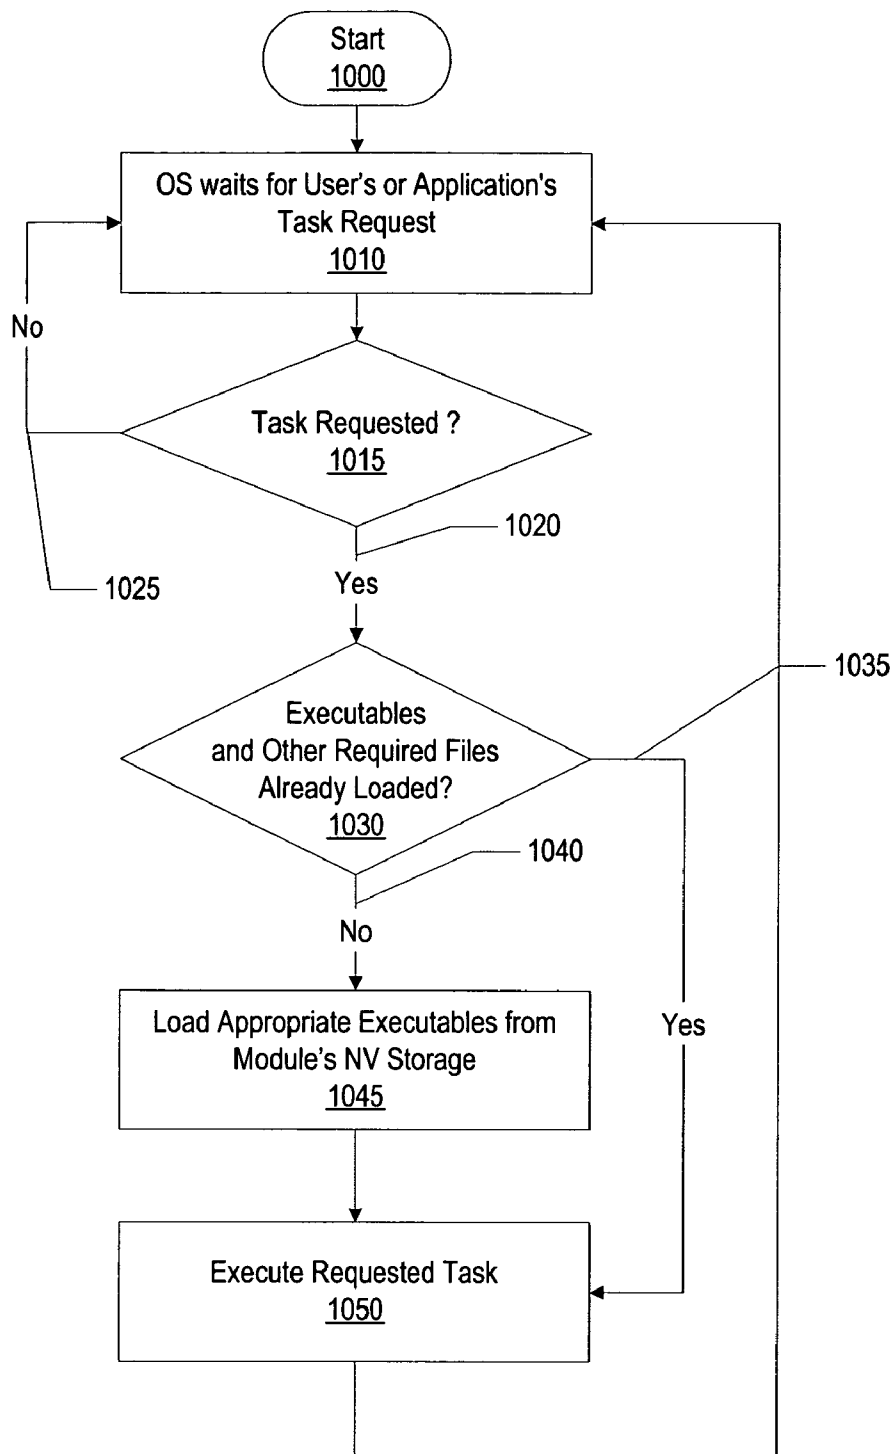 Start
1000
OS waits for User's or Application's
Task Request
1010
No
Task Requested ?
1015
1020
1025
Yes
1035
Executables
and Other Required Files
Already Loaded?
1030
1040
No
Load Appropriate Executables from
Module's NV Storage
1045
Yes
Execute Requested Task
1050